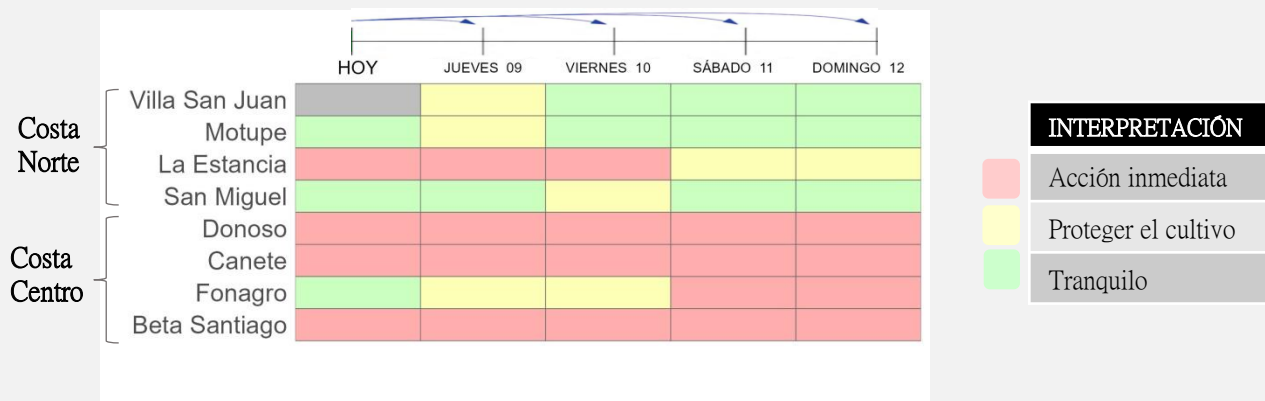 HOY
JUEVES 09
VIERNES 10
SÁBADO 11
DOMINGO 12
Costa
Norte
Villa San Juan
Motupe
La Estancia
San Miguel
Costa
Centro
Donoso
Canete
Fonagro
Beta Santiago
INTERPRETACIÓN
Acción inmediata
Proteger el cultivo
Tranquilo